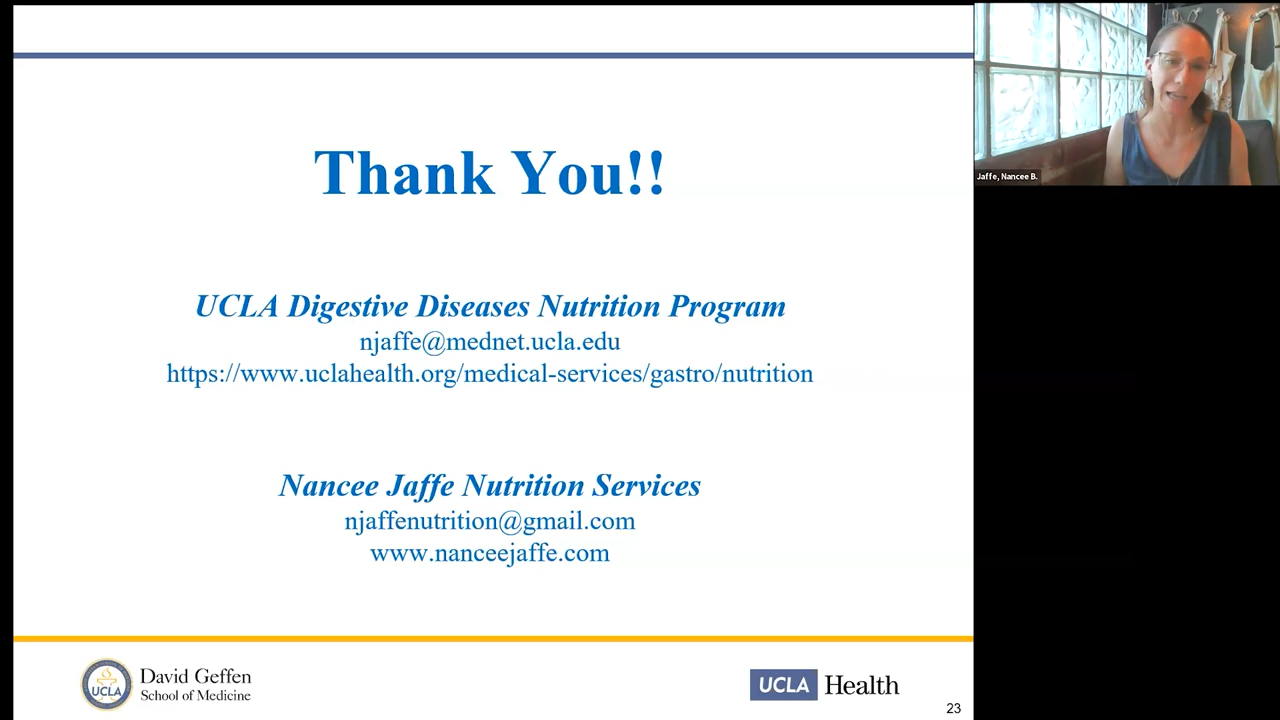 Thank You!!
UCLA Digestive Diseases Nutrition Program
njaffe@mednet.ucla.edu
https://www.uclahealth.org/medical-services/gastro/nutrition
Nancee Jaffe Nutrition Services
njaffenutrition@gmail.com
www.nanceejaffe.com
UCLA
David Geffen
School of Medicine
UCLA Health
23
Jaffe, Nancee B.